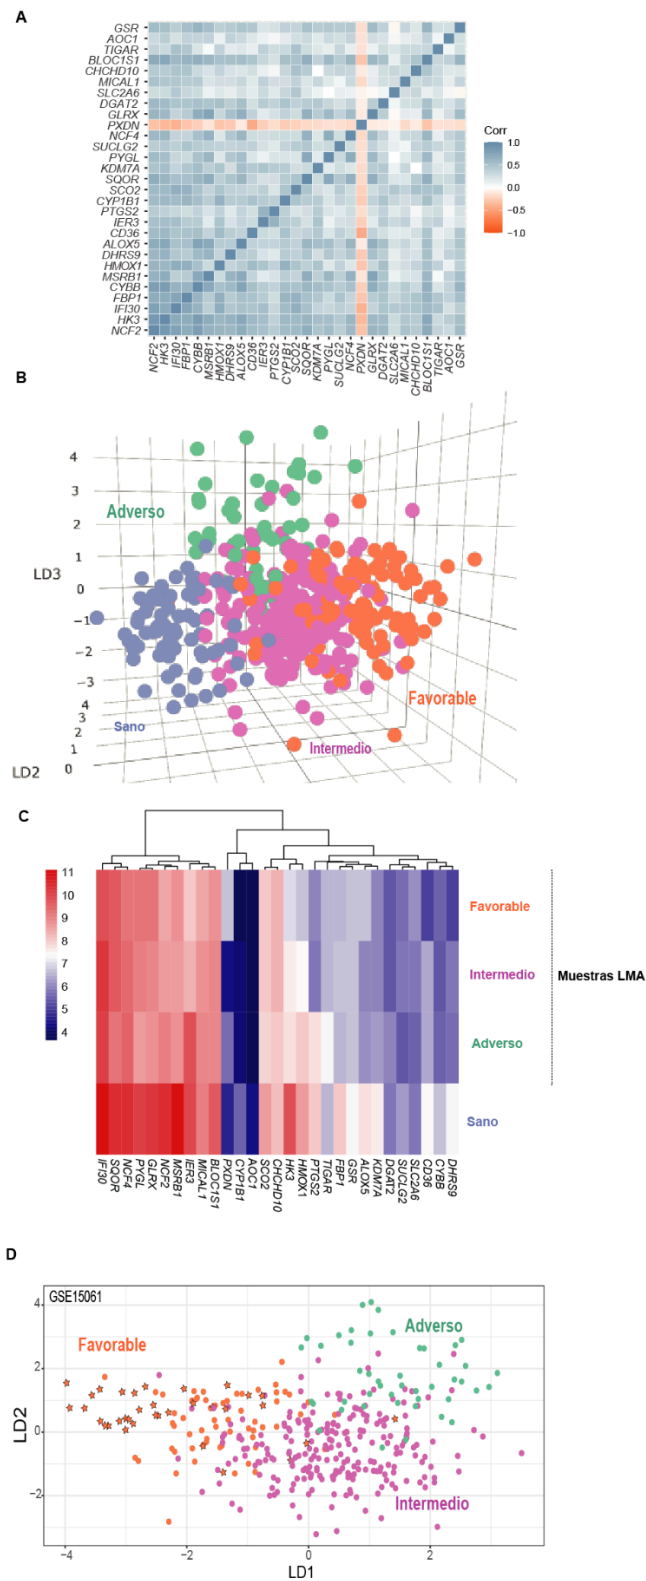 A
GSR
AOC1
TIGAR
BLOC1S1
CHCHD10
MICAL1
SLC2A6
DGAT2
GLRX
PXDN
NCF4
SUCLG2
PYGL
KDM7A
SQOR
SCO2
CYP1B1
PTGS2
IER3
CD36
ALOX5
DHRS9
HMOX1
MSRB1
CYBB
FBP1
IFI30
HK3
NCF2
Corr
1.0
0.5
0.0
−0.5
−1.0
NCF2 HK3 IFI30 FBP1 CYBB MSRB1 HMOX1 DHRS9 ALOX5 CD36 IER3 PTGS2 CYP1B1 SCO2 SQOR KDM7A PYGL SUCLG2 NCF4 PXDN GLRX DGAT2 SLC2A6 MICAL1 CHCHD10 BLOC1S1 TIGAR AOC1 GSR
B
4
3
Adverso
2
1
LD3
0
−1
−2
−3
4
Favorable
3
Sano
2
Intermedio
1
LD2
0
C
11
10
9
8
7
6
5
4
Favorable
Intermedio
Muestras LMA
Adverso
Sano
IFI30 SQOR NCF4 PYGL GLRX NCF2 MSRB1 IER3 MICAL1 BLOC1S1 PXDN CYP1B1 AOC1 SCO2 CHCHD10 HK3 HMOX1 PTGS2 TIGAR FBP1 GSR ALOX5 KDM7A DGAT2 SUCLG2 SLC2A6 CD36 CYBB DHRS9
D
GSE15061
4
Adverso
Favorable
2
LD2
0
−2
Intermedio
−4 −2 0 2
LD1